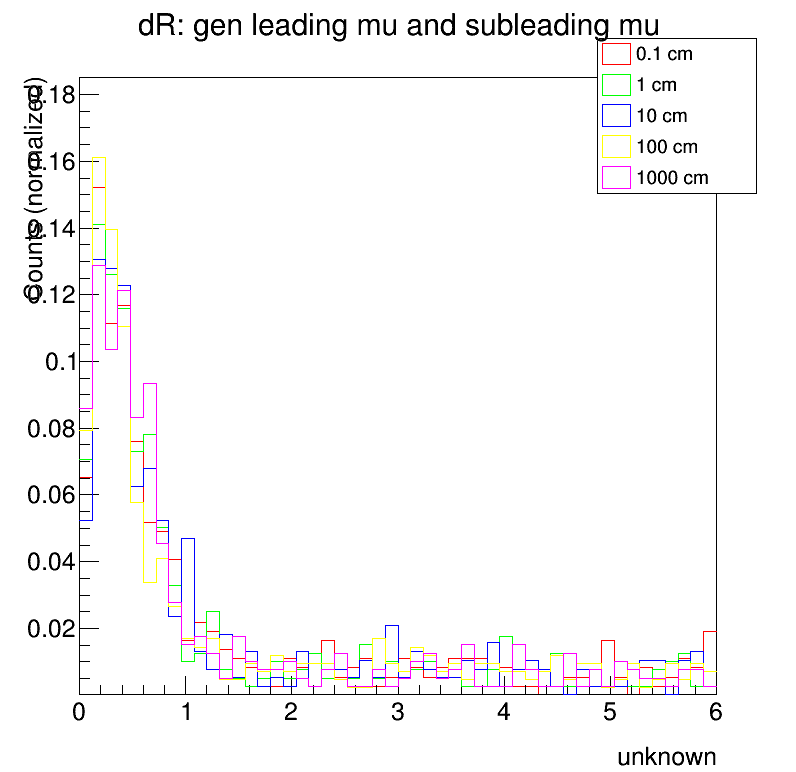 dR: gen leading mu and subleading mu
0.1 cm
1 cm
10 cm
100 cm
1000 cm
Counts (normalized)
0.18
0.16
0.14
0.12
0.1
0.08
0.06
0.04
0.02
0 1 2 3 4 5 6
unknown